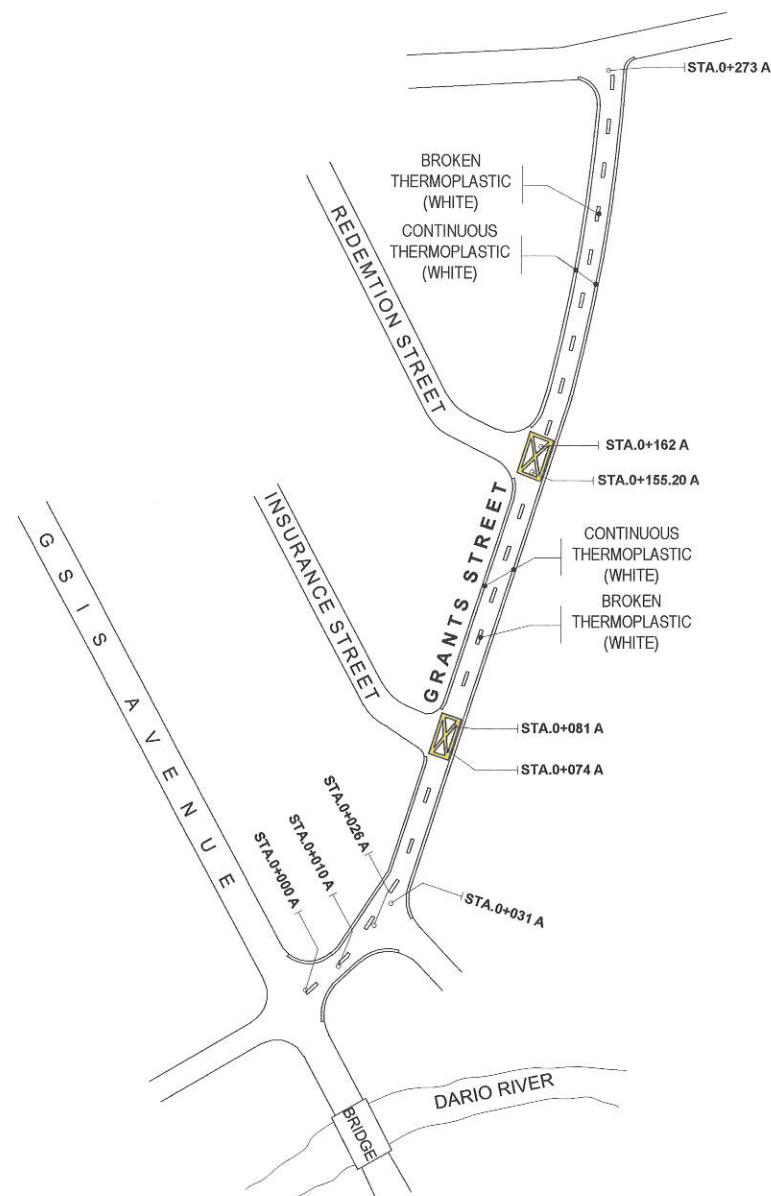 STA.0+273 A
BROKEN
THERMOPLASTIC
(WHITE)
CONTINUOUS
THERMOPLASTIC
(WHITE)
REDEMTION STREET
STA.0+162 A
STA.0+155.20 A
INSURANCE STREET
GRANTS STREET
CONTINUOUS
THERMOPLASTIC
(WHITE)
BROKEN
THERMOPLASTIC
(WHITE)
GSIS AVENUE
STA.0+081 A
STA.0+074 A
STA.0+026 A
STA.0+010 A
STA.0+000 A
STA.0+031 A
DARIO RIVER
BRIDGE